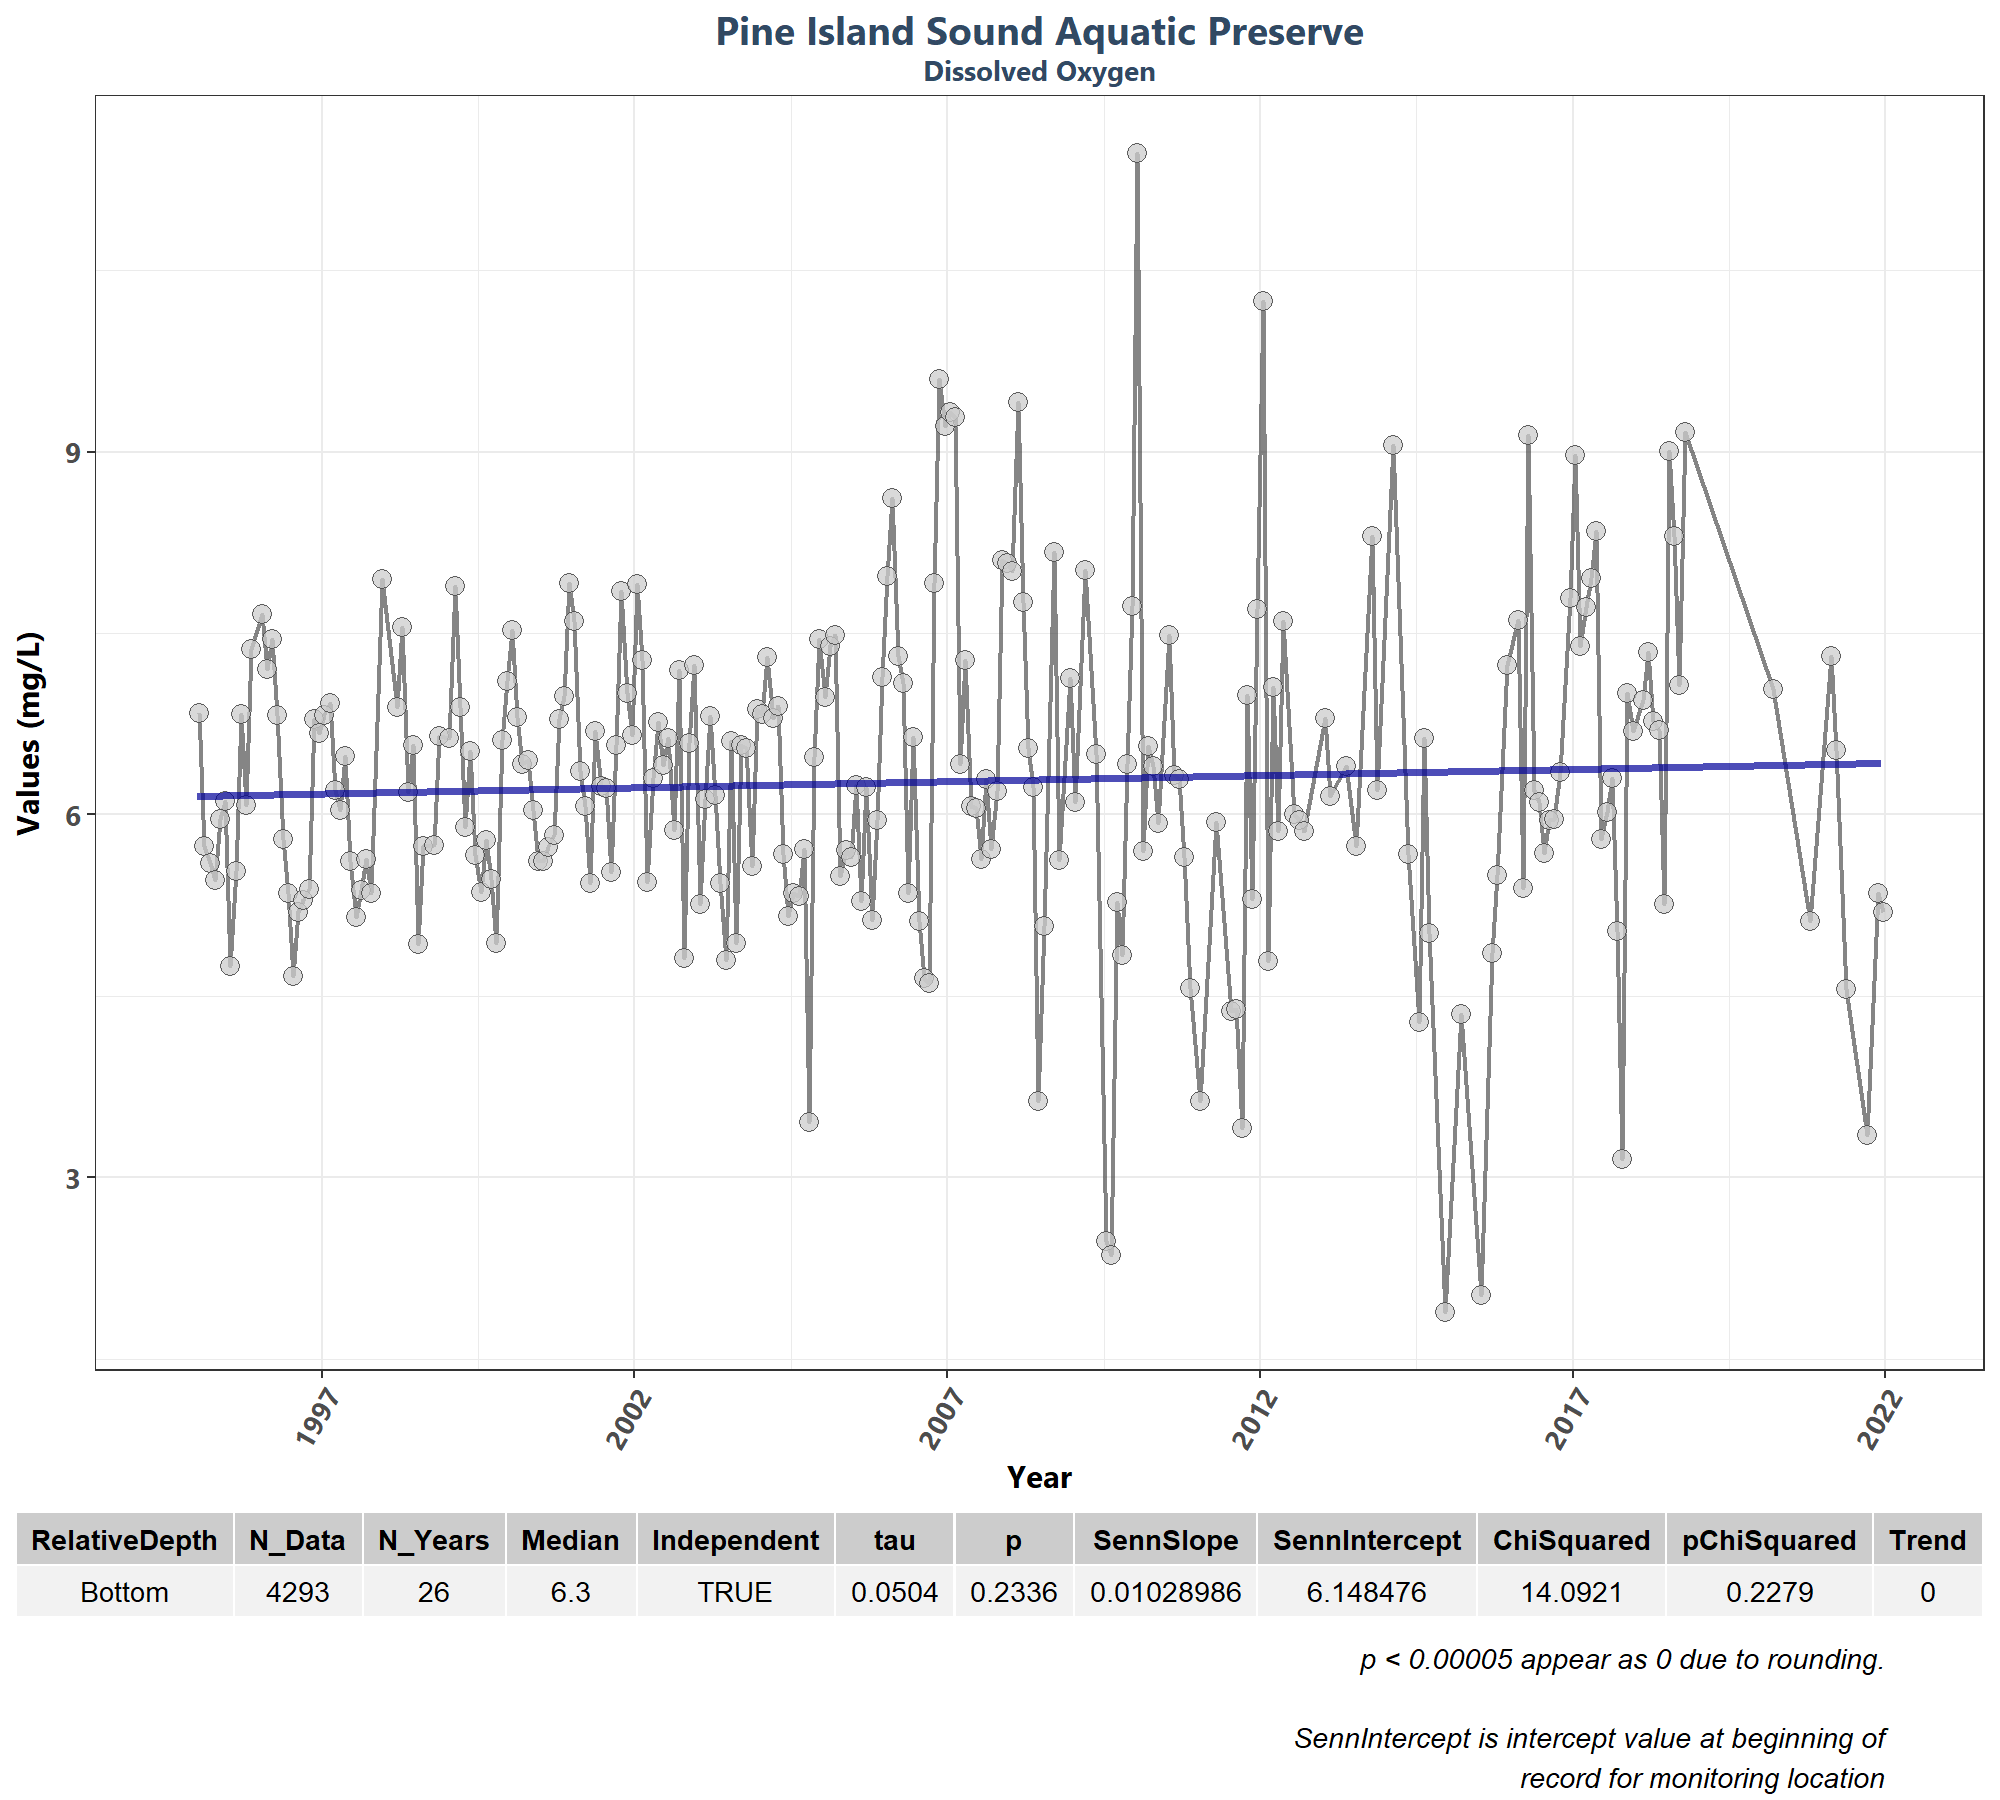 Pine Island Sound Aquatic Preserve
Dissolved Oxygen
Values (mg/L)
9
6
3
1997 2002 2007 2012 2017 2022
Year
RelativeDepth N_Data N_Years Median Independent tau p SennSlope SennIntercept ChiSquared pChiSquared Trend
Bottom 4293 26 6.3 TRUE 0.0504 0.2336 0.01028986 6.148476 14.0921 0.2279 0
p < 0.00005 appear as 0 due to rounding.
SennIntercept is intercept value at beginning of
record for monitoring location